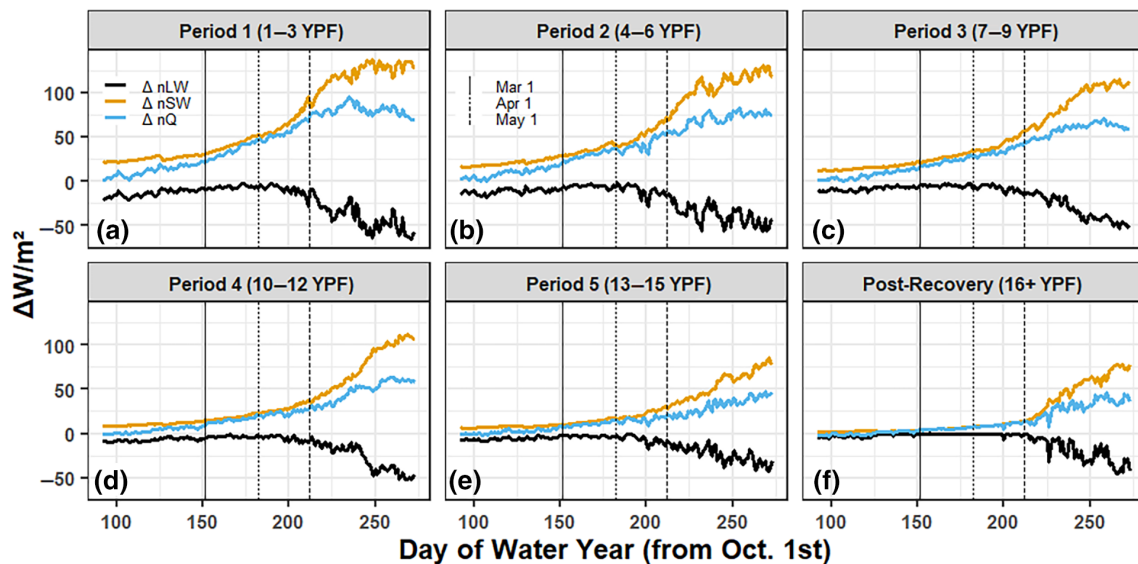 Period 1 (1–3 YPF)
Period 2 (4–6 YPF)
Period 3 (7–9 YPF)
Δ nLW
Δ nSW
Δ nQ
Mar 1
Apr 1
May 1
100
50
0
−50
(a)
(b)
(c)
Period 4 (10–12 YPF)
Period 5 (13–15 YPF)
Post-Recovery (16+ YPF)
100
50
0
−50
(d)
(e)
(f)
100
150
200
250
100
150
200
250
100
150
200
250
ΔW/m²
Day of Water Year (from Oct. 1st)